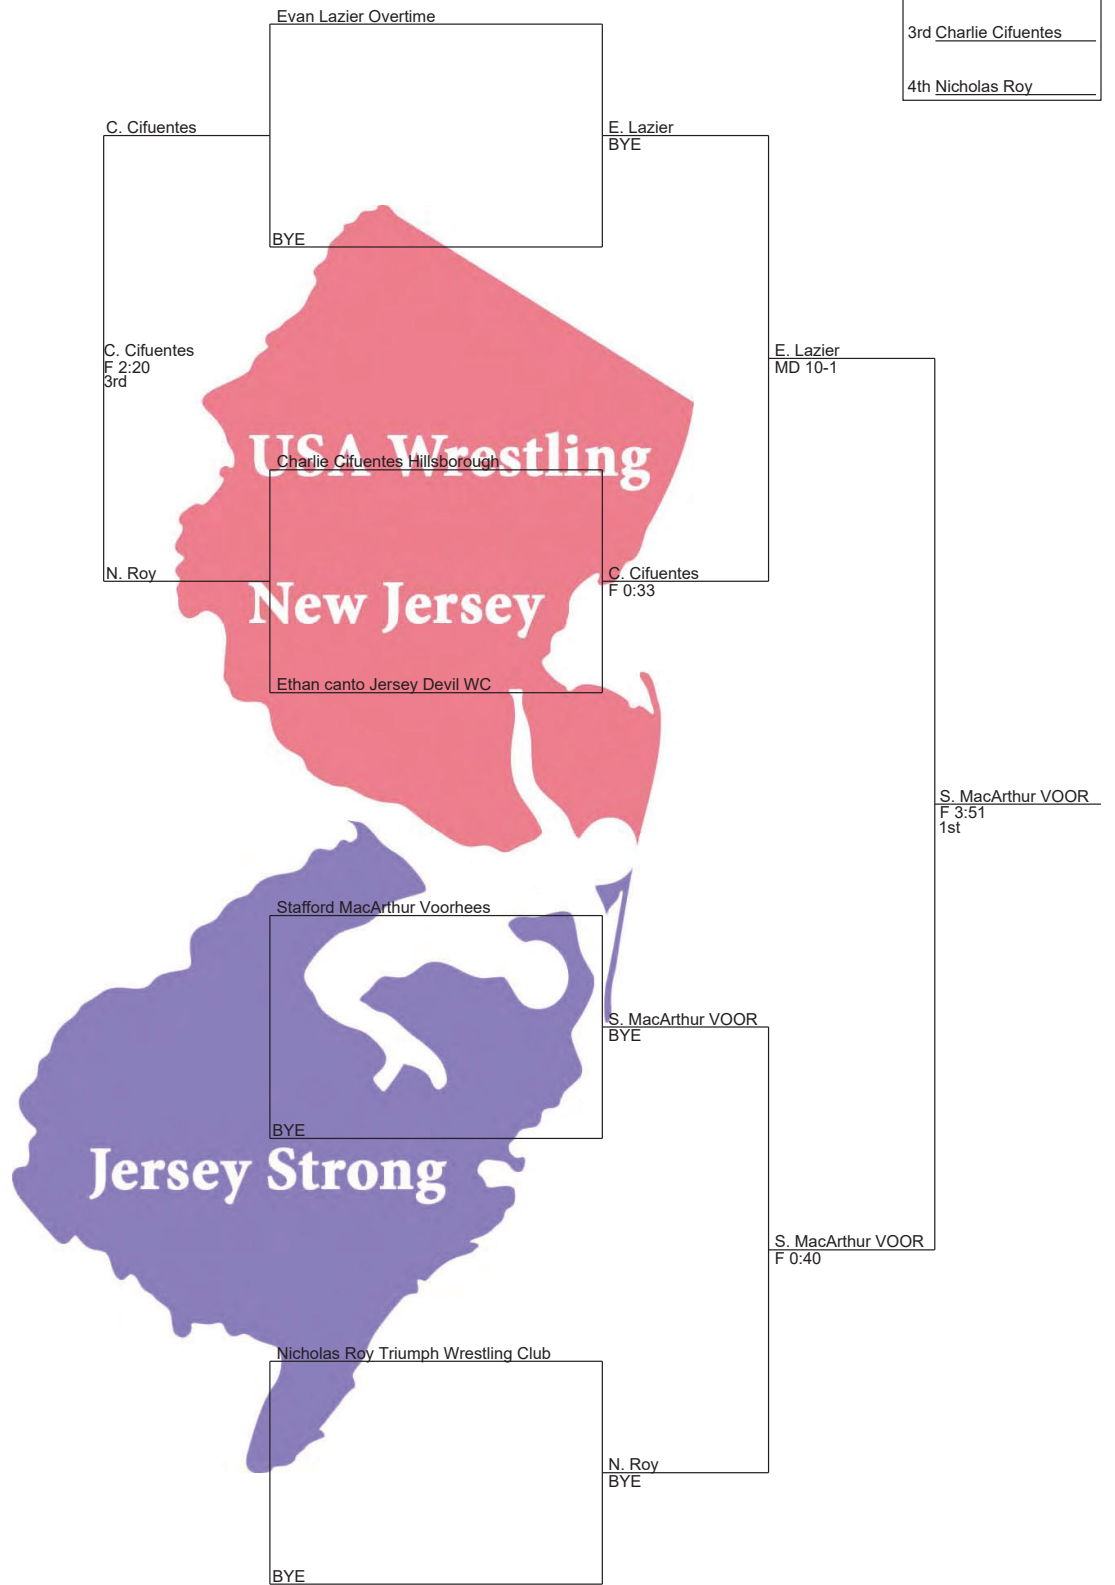 Evan Lazier Overtime
3rd Charlie Cifuentes
4th Nicholas Roy
C. Cifuentes
E. Lazier
BYE
BYE
C. Cifuentes
F 2:20
3rd
E. Lazier
MD 10-1
USA Wrestling
Charlie Cifuentes Hillsborough
N. Roy
C. Cifuentes
F 0:33
New Jersey
Ethan canto Jersey Devil WC
S. MacArthur VOOR
F 3:51
1st
Stafford MacArthur Voorhees
S. MacArthur VOOR
BYE
BYE
Jersey Strong
S. MacArthur VOOR
F 0:40
Nicholas Roy Triumph Wrestling Club
N. Roy
BYE
BYE